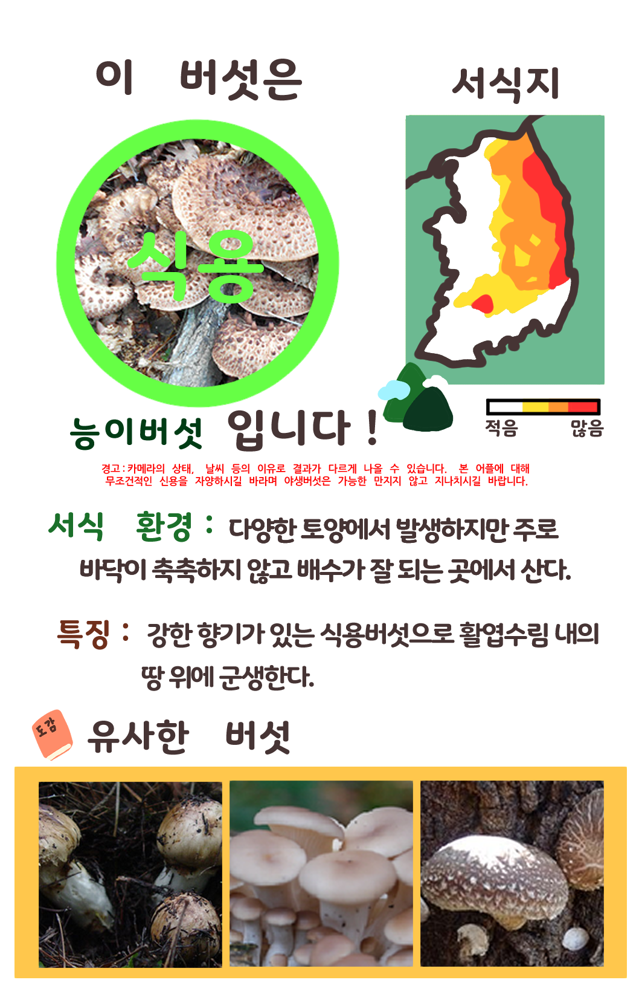 이 버섯은
서식지
식용
능이버섯 입니다 !
적음 많음
경고 : 카메라의 상태, 날씨 등의 이유로 결과가 다르게 나올 수 있습니다. 본 어플에 대해
무조건적인 신용을 자양하시길 바라며 야생버섯은 가능한 만지지 않고 지나치시길 바랍니다.
서식 환경 : 다양한 토양에서 발생하지만 주로
바닥이 축축하지 않고 배수가 잘 되는 곳에서 산다.
특징 : 강한 향기가 있는 식용버섯으로 활엽수림 내의
땅 위에 군생한다.
도감
유사한 버섯